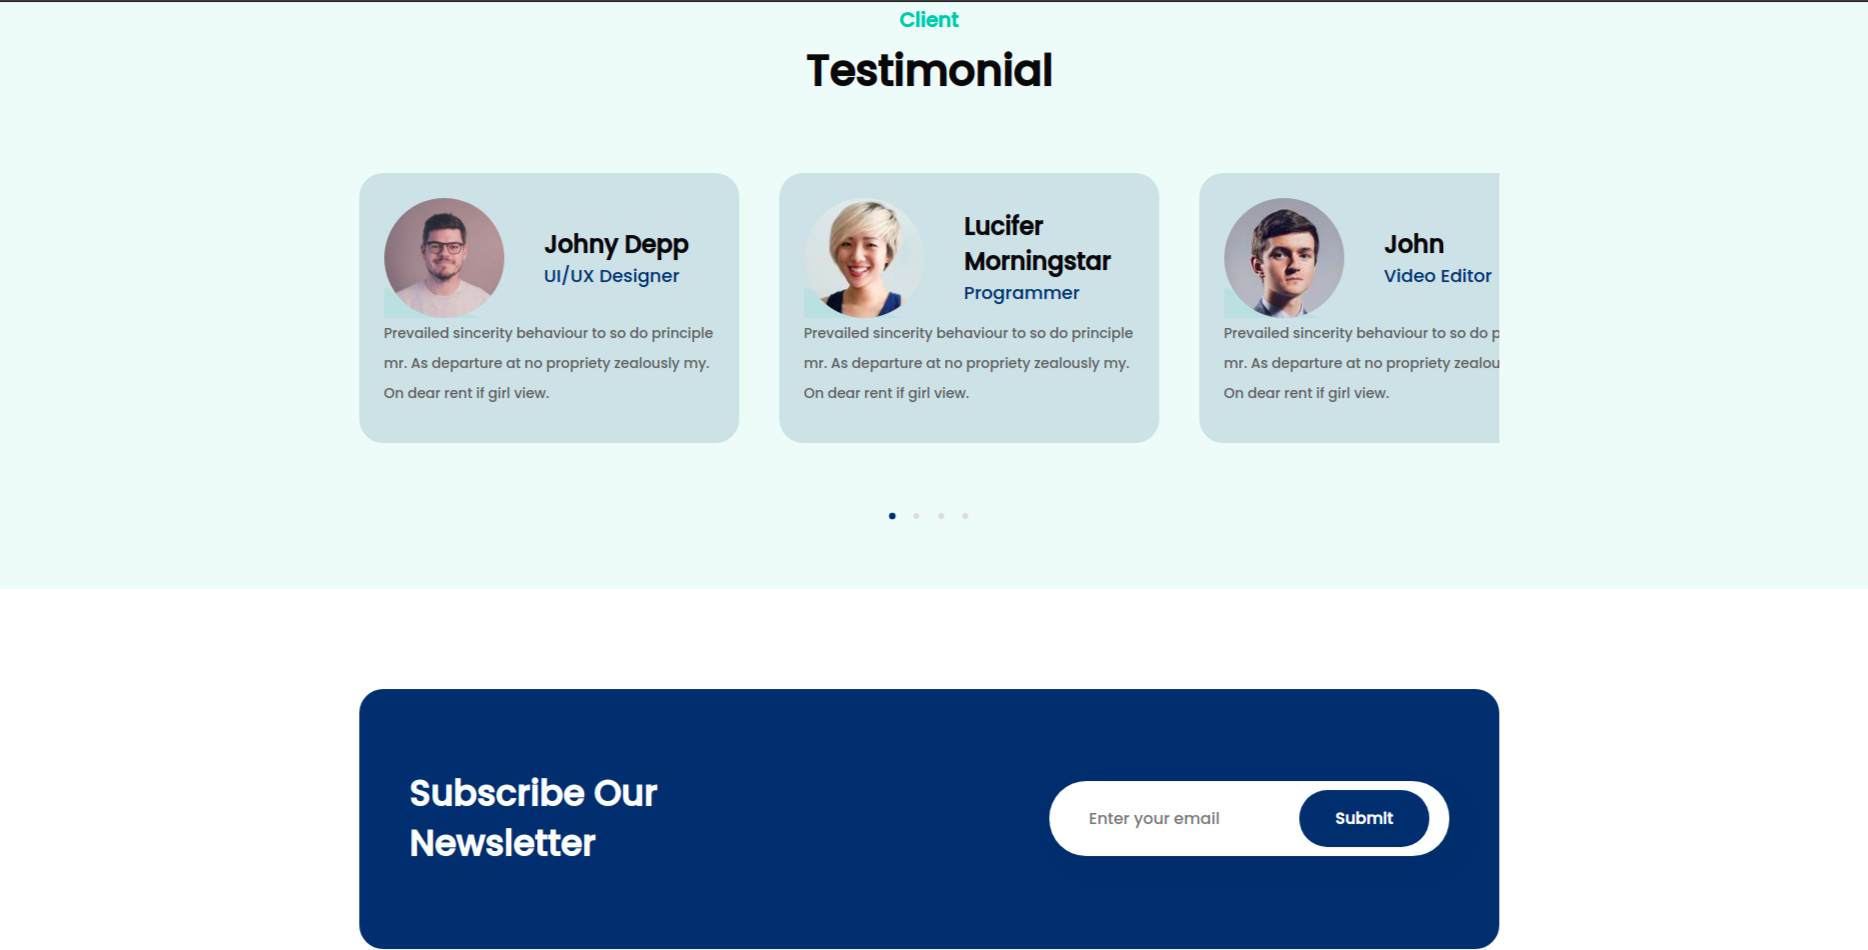 Client
Testimonial
Johny Depp
UI/UX Designer
Prevailed sincerity behaviour to so do principle
mr. As departure at no propriety zealously my.
On dear rent if girl view.
Lucifer
Morningstar
Programmer
Prevailed sincerity behaviour to so do principle
mr. As departure at no propriety zealously my.
On dear rent if girl view.
John
Video Editor
Prevailed sincerity behaviour to so do p
mr. As departure at no propriety zealou
On dear rent if girl view.
Subscribe Our
Newsletter
Enter your email
Submit